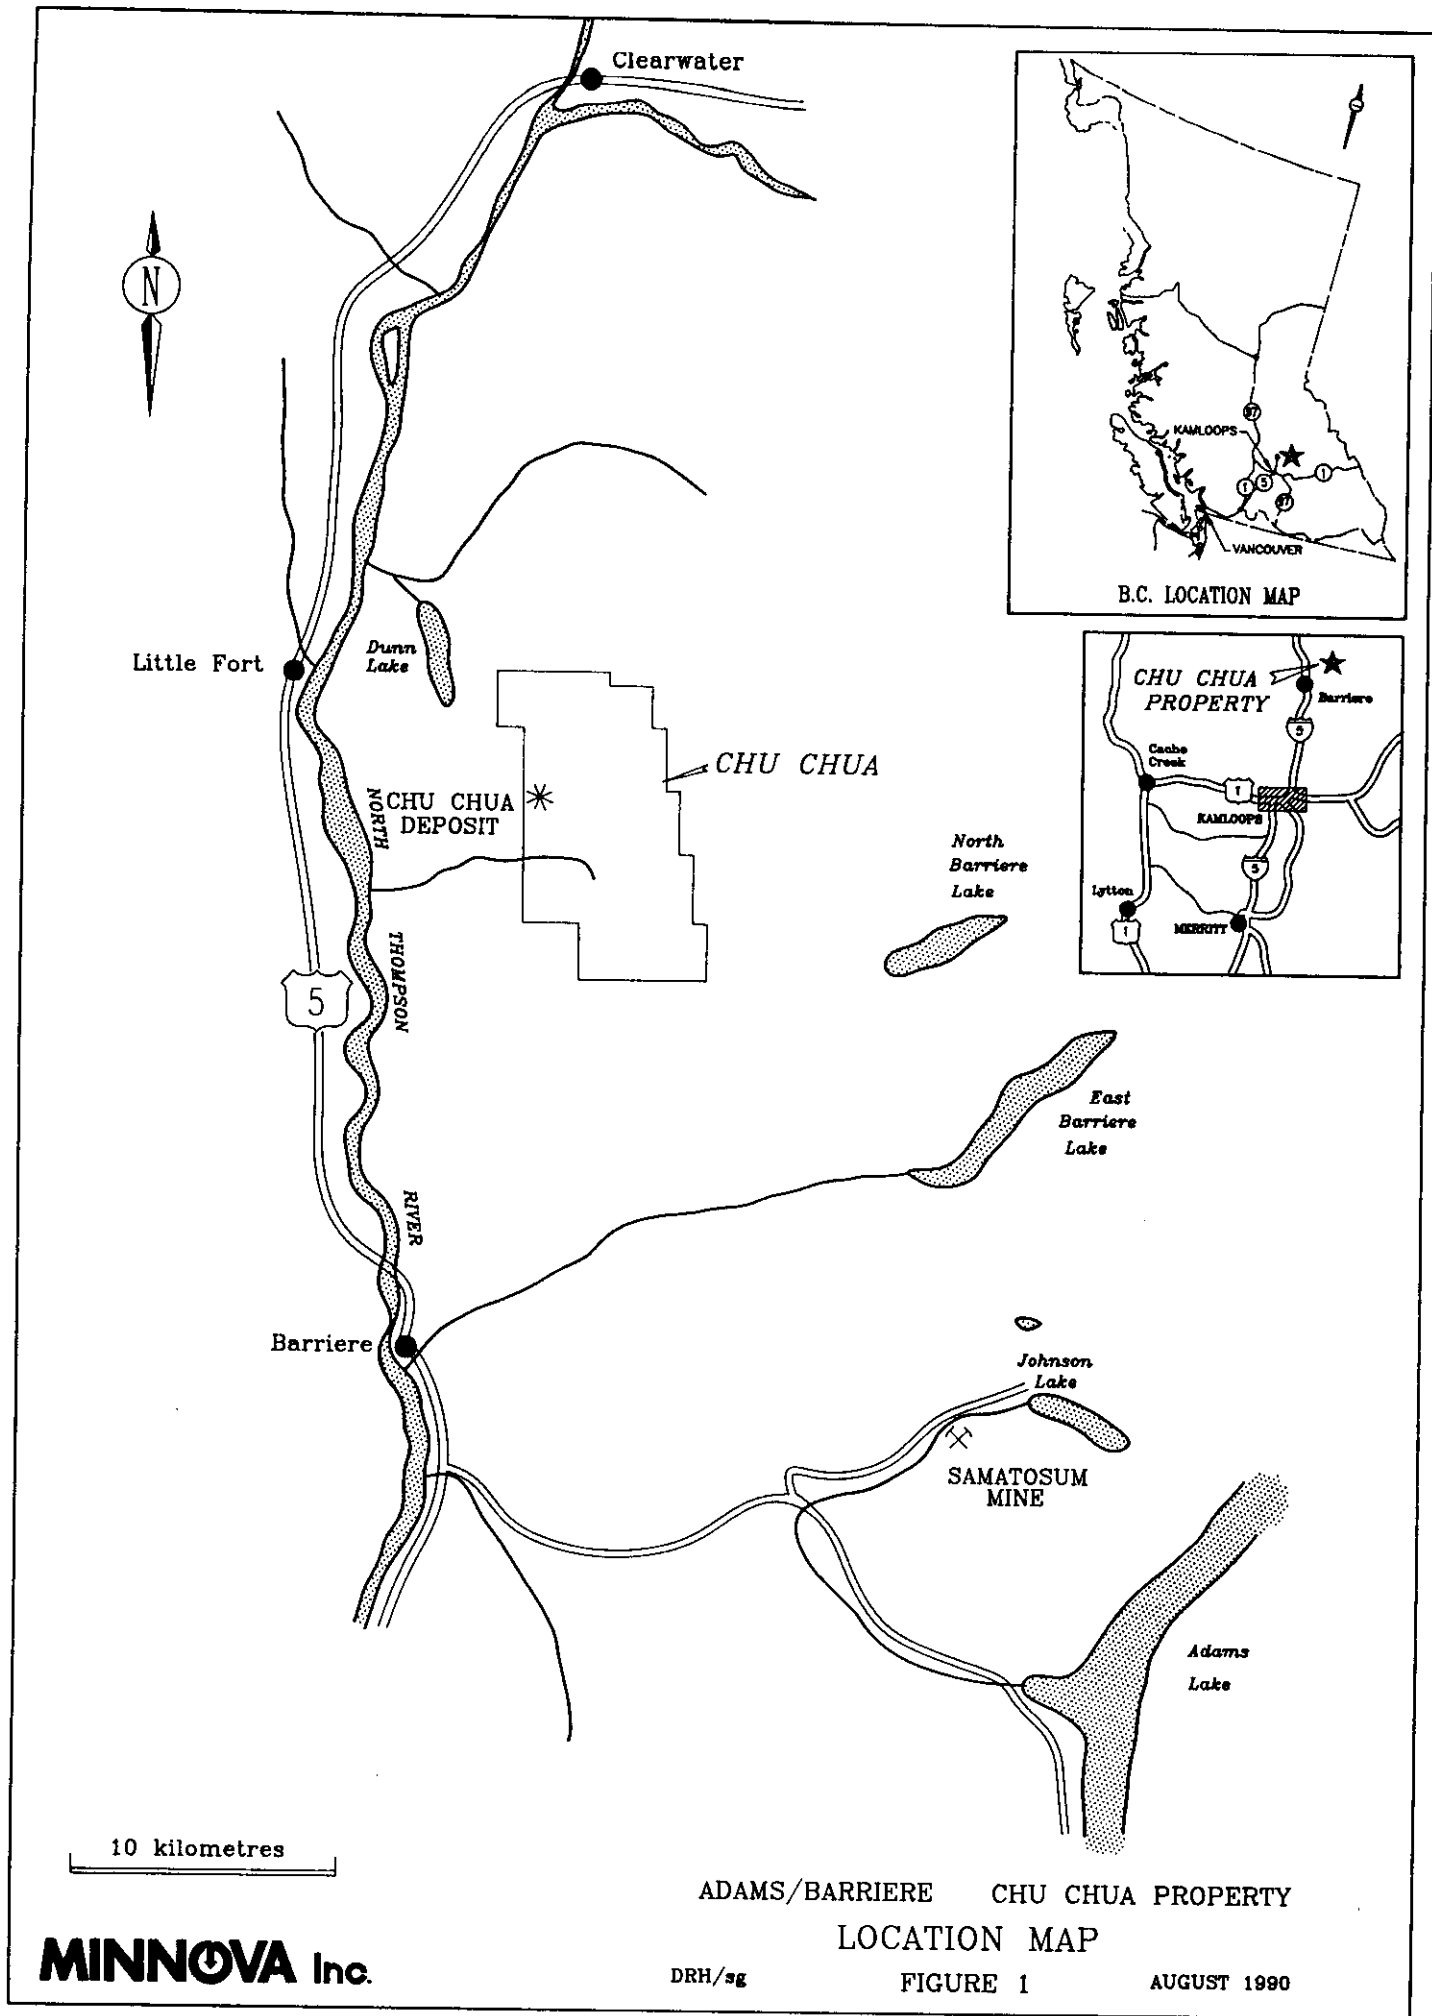 Clearwater
N
Little Fort
Dunn
Lake
CHU CHUA
CHU CHUA
DEPOSIT
NORTH
THOMPSON
RIVER
5
North
Barriere
Lake
East
Barriere
Lake
Barriere
Johnson
Lake
SAMATOSUM
MINE
Adams
Lake
97
KAMLOOPS
1
5
1
97
VANCOUVER
B.C. LOCATION MAP
CHU CHUA
PROPERTY
Barriere
5
Cache
Creek
1
KAMLOOPS
5
Lytton
1
MERRITT
10 kilometres
ADAMS/BARRIERE CHU CHUA PROPERTY
LOCATION MAP
MINNOVA Inc.
DRH/sg FIGURE 1 AUGUST 1990